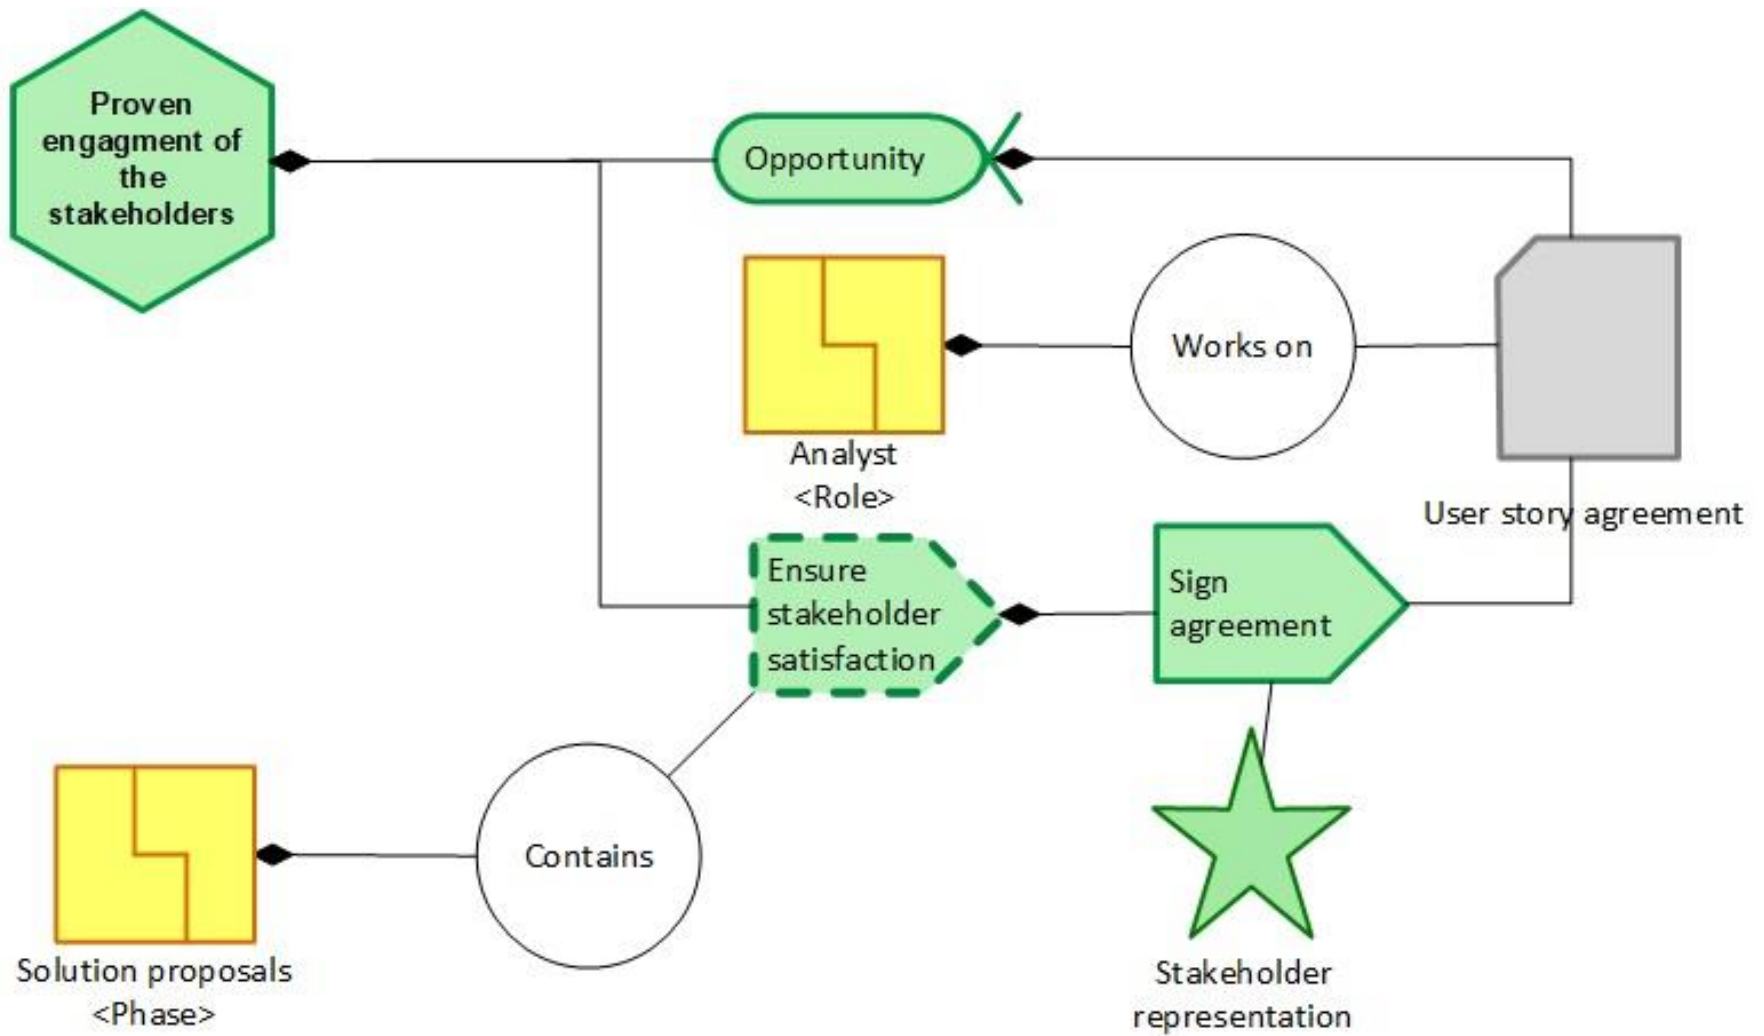 Proven
engagment of
the
stakeholders
Opportunity
Works on
Analyst
<Role>
User story agreement
Ensure
stakeholder
satisfaction
Sign
agreement
Contains
Solution proposals
<Phase>
Stakeholder
representation